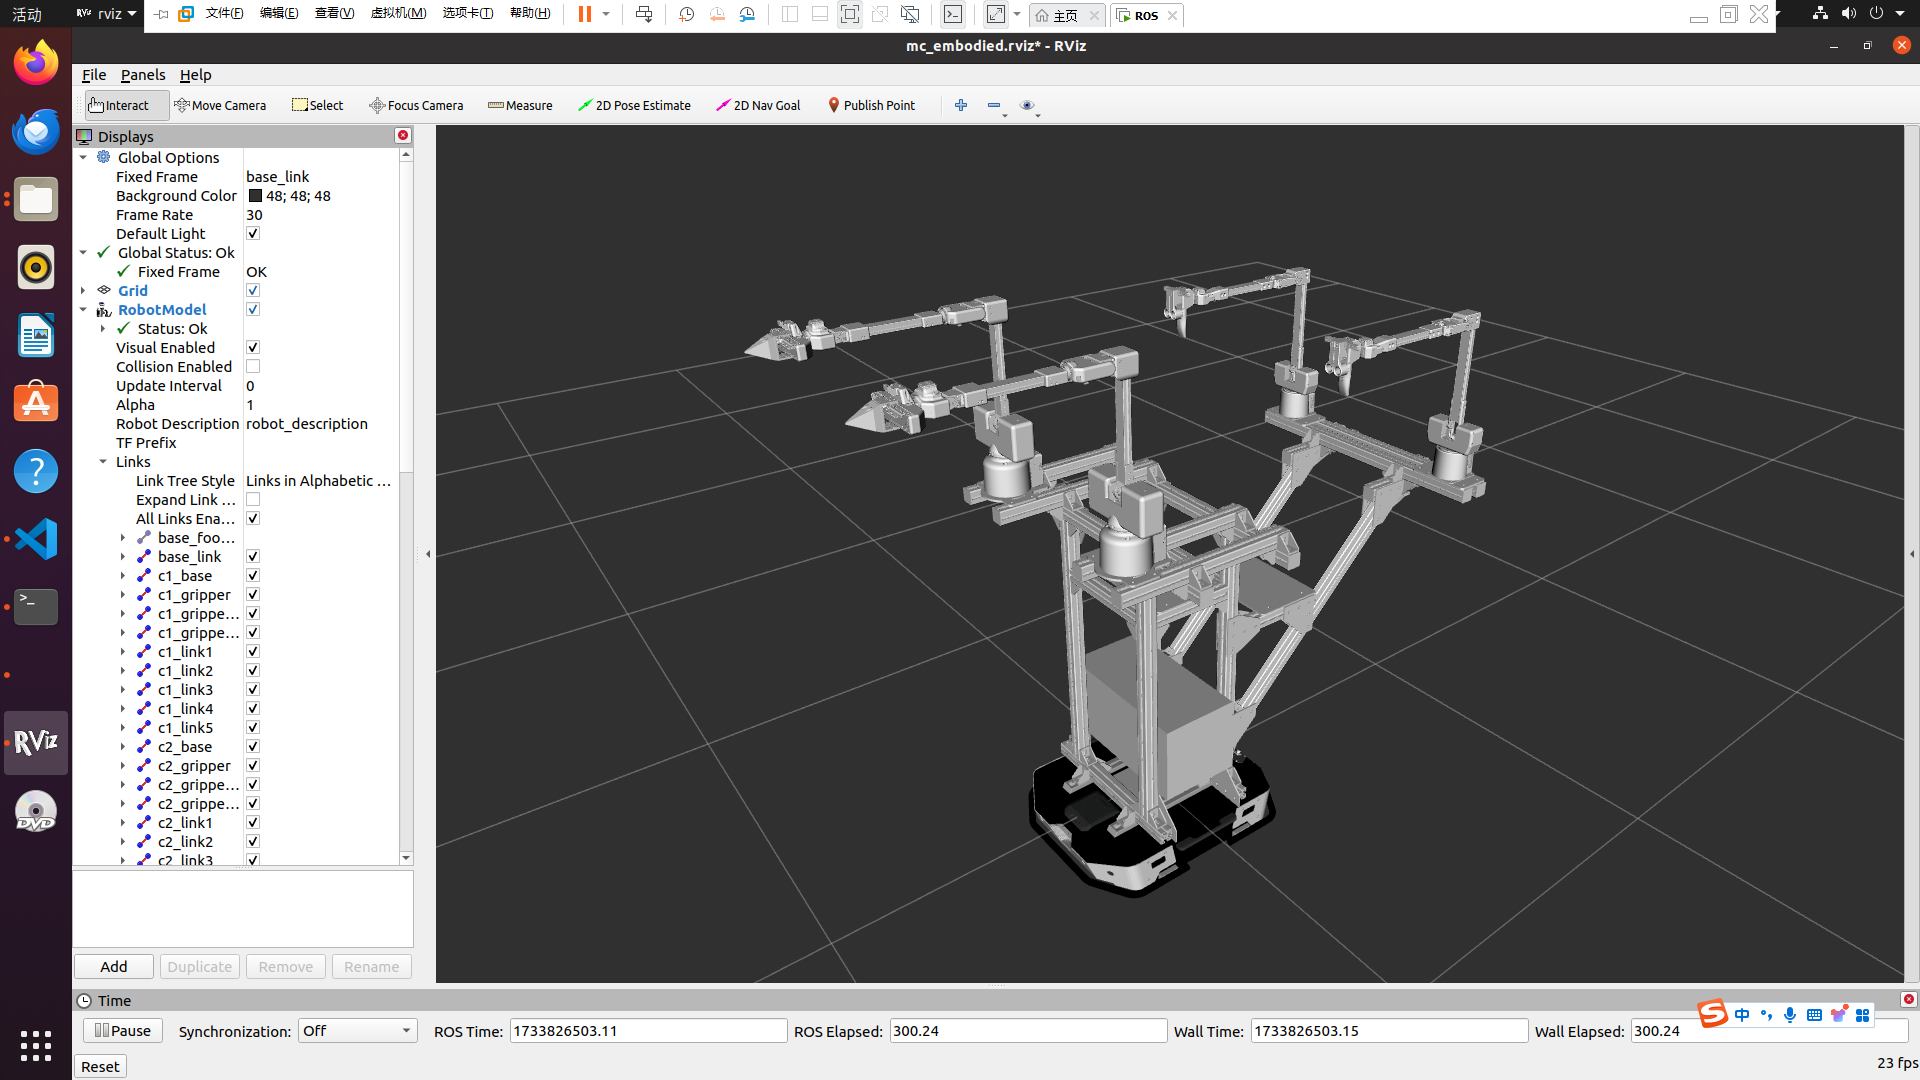 活动
rviz
文件(F) 编辑(E) 查看(V) 虚拟机(M) 选项卡(T) 帮助(H)
主页
ROS
mc_embodied.rviz* - RViz
File Panels Help
Interact Move Camera Select Focus Camera Measure 2D Pose Estimate 2D Nav Goal Publish Point
Displays
Global Options
Fixed Frame base_link
Background Color 48; 48; 48
Frame Rate 30
Default Light
Global Status: Ok
Fixed Frame OK
Grid
RobotModel
Status: Ok
Visual Enabled
Collision Enabled
Update Interval 0
Alpha 1
Robot Description robot_description
TF Prefix
Links
Link Tree Style Links in Alphabetic ...
Expand Link ...
All Links Ena...
base_foo...
base_link
c1_base
c1_gripper
c1_grippe...
c1_grippe...
c1_link1
c1_link2
c1_link3
c1_link4
c1_link5
c2_base
c2_gripper
c2_grippe...
c2_grippe...
c2_link1
c2_link2
c2_link3
RViz
DVD
Add Duplicate Remove Rename
Time
Pause Synchronization: Off ROS Time: 1733826503.11 ROS Elapsed: 300.24 Wall Time: 1733826503.15 Wall Elapsed: 300.24
中
Reset
23 fps